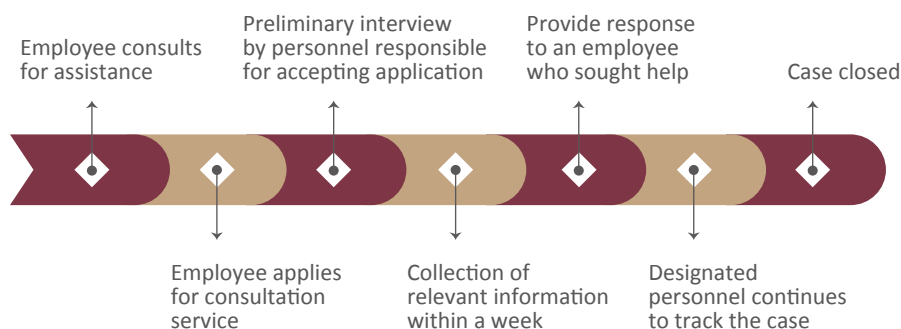 Employee consults
for assistance
Preliminary interview
by personnel responsible
for accepting application
Provide response
to an employee
who sought help
Case closed
Employee applies
for consultation
service
Collection of
relevant information
within a week
Designated
personnel continues
to track the case